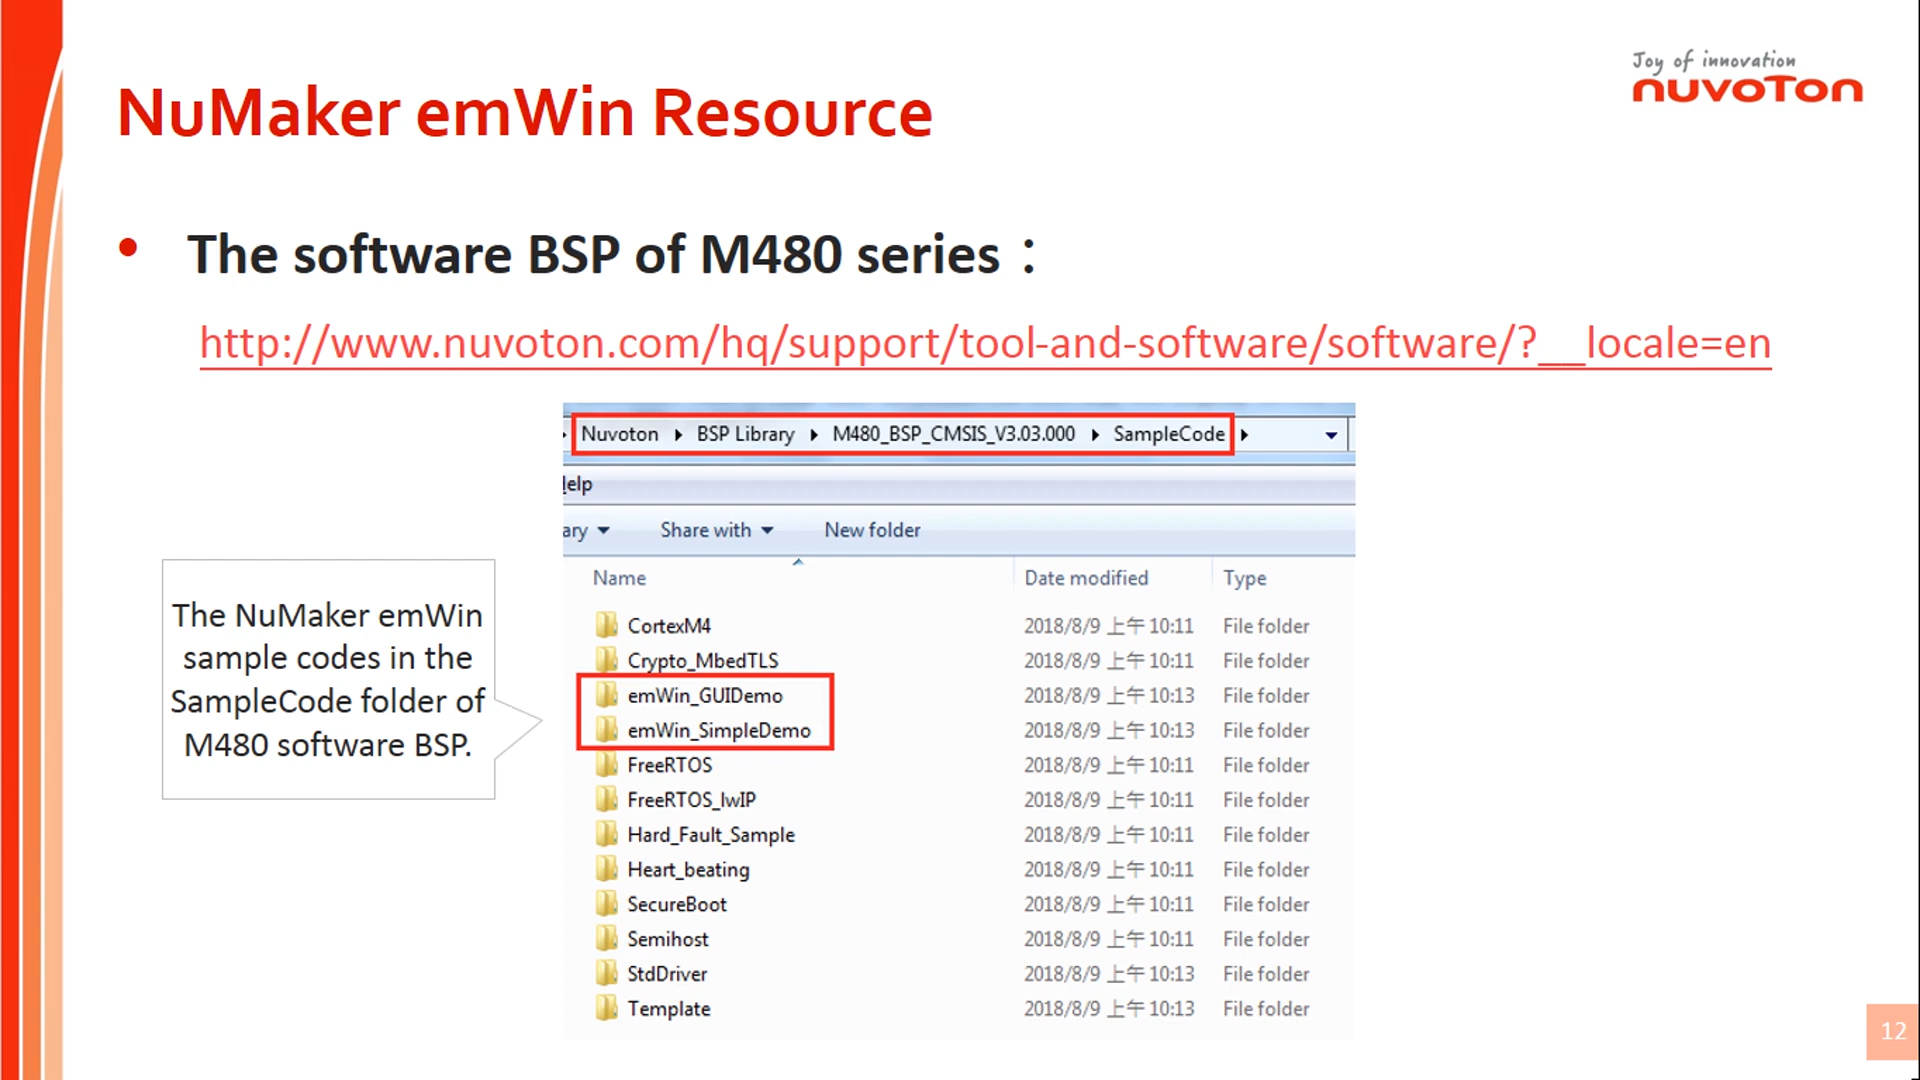 Joy of innovation
nuvoTon
NuMaker emWin Resource
• The software BSP of M480 series：
http://www.nuvoton.com/hq/support/tool-and-software/software/?__locale=en
Nuvoton BSP Library M480_BSP_CMSIS_V3.03.000 SampleCode
Help
ary Share with New folder
Name Date modified Type
CortexM4 2018/8/9 上午 10:11 File folder
Crypto_MbedTLS 2018/8/9 上午 10:11 File folder
emWin_GUIDemo 2018/8/9 上午 10:13 File folder
emWin_SimpleDemo 2018/8/9 上午 10:13 File folder
FreeRTOS 2018/8/9 上午 10:11 File folder
FreeRTOS_lwIP 2018/8/9 上午 10:11 File folder
Hard_Fault_Sample 2018/8/9 上午 10:11 File folder
Heart_beating 2018/8/9 上午 10:11 File folder
SecureBoot 2018/8/9 上午 10:11 File folder
Semihost 2018/8/9 上午 10:11 File folder
StdDriver 2018/8/9 上午 10:13 File folder
Template 2018/8/9 上午 10:13 File folder
The NuMaker emWin
sample codes in the
SampleCode folder of
M480 software BSP.
12